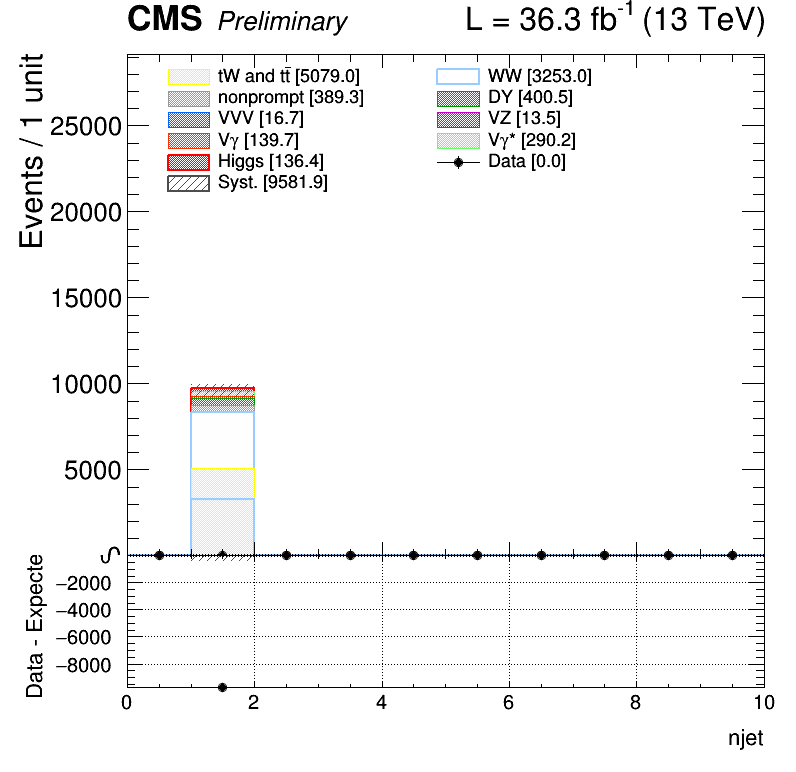 CMS Preliminary L = 36.3 fb⁻¹ (13 TeV)
Events / 1 unit
tW and tt̄ [5079.0]
nonprompt [389.3]
VVV [16.7]
Vγ [139.7]
Higgs [136.4]
Syst. [9581.9]
WW [3253.0]
DY [400.5]
VZ [13.5]
Vγ* [290.2]
Data [0.0]
25000
20000
15000
10000
5000
Data - Expecte
−2000
−4000
−6000
−8000
0 2 4 6 8 10
njet